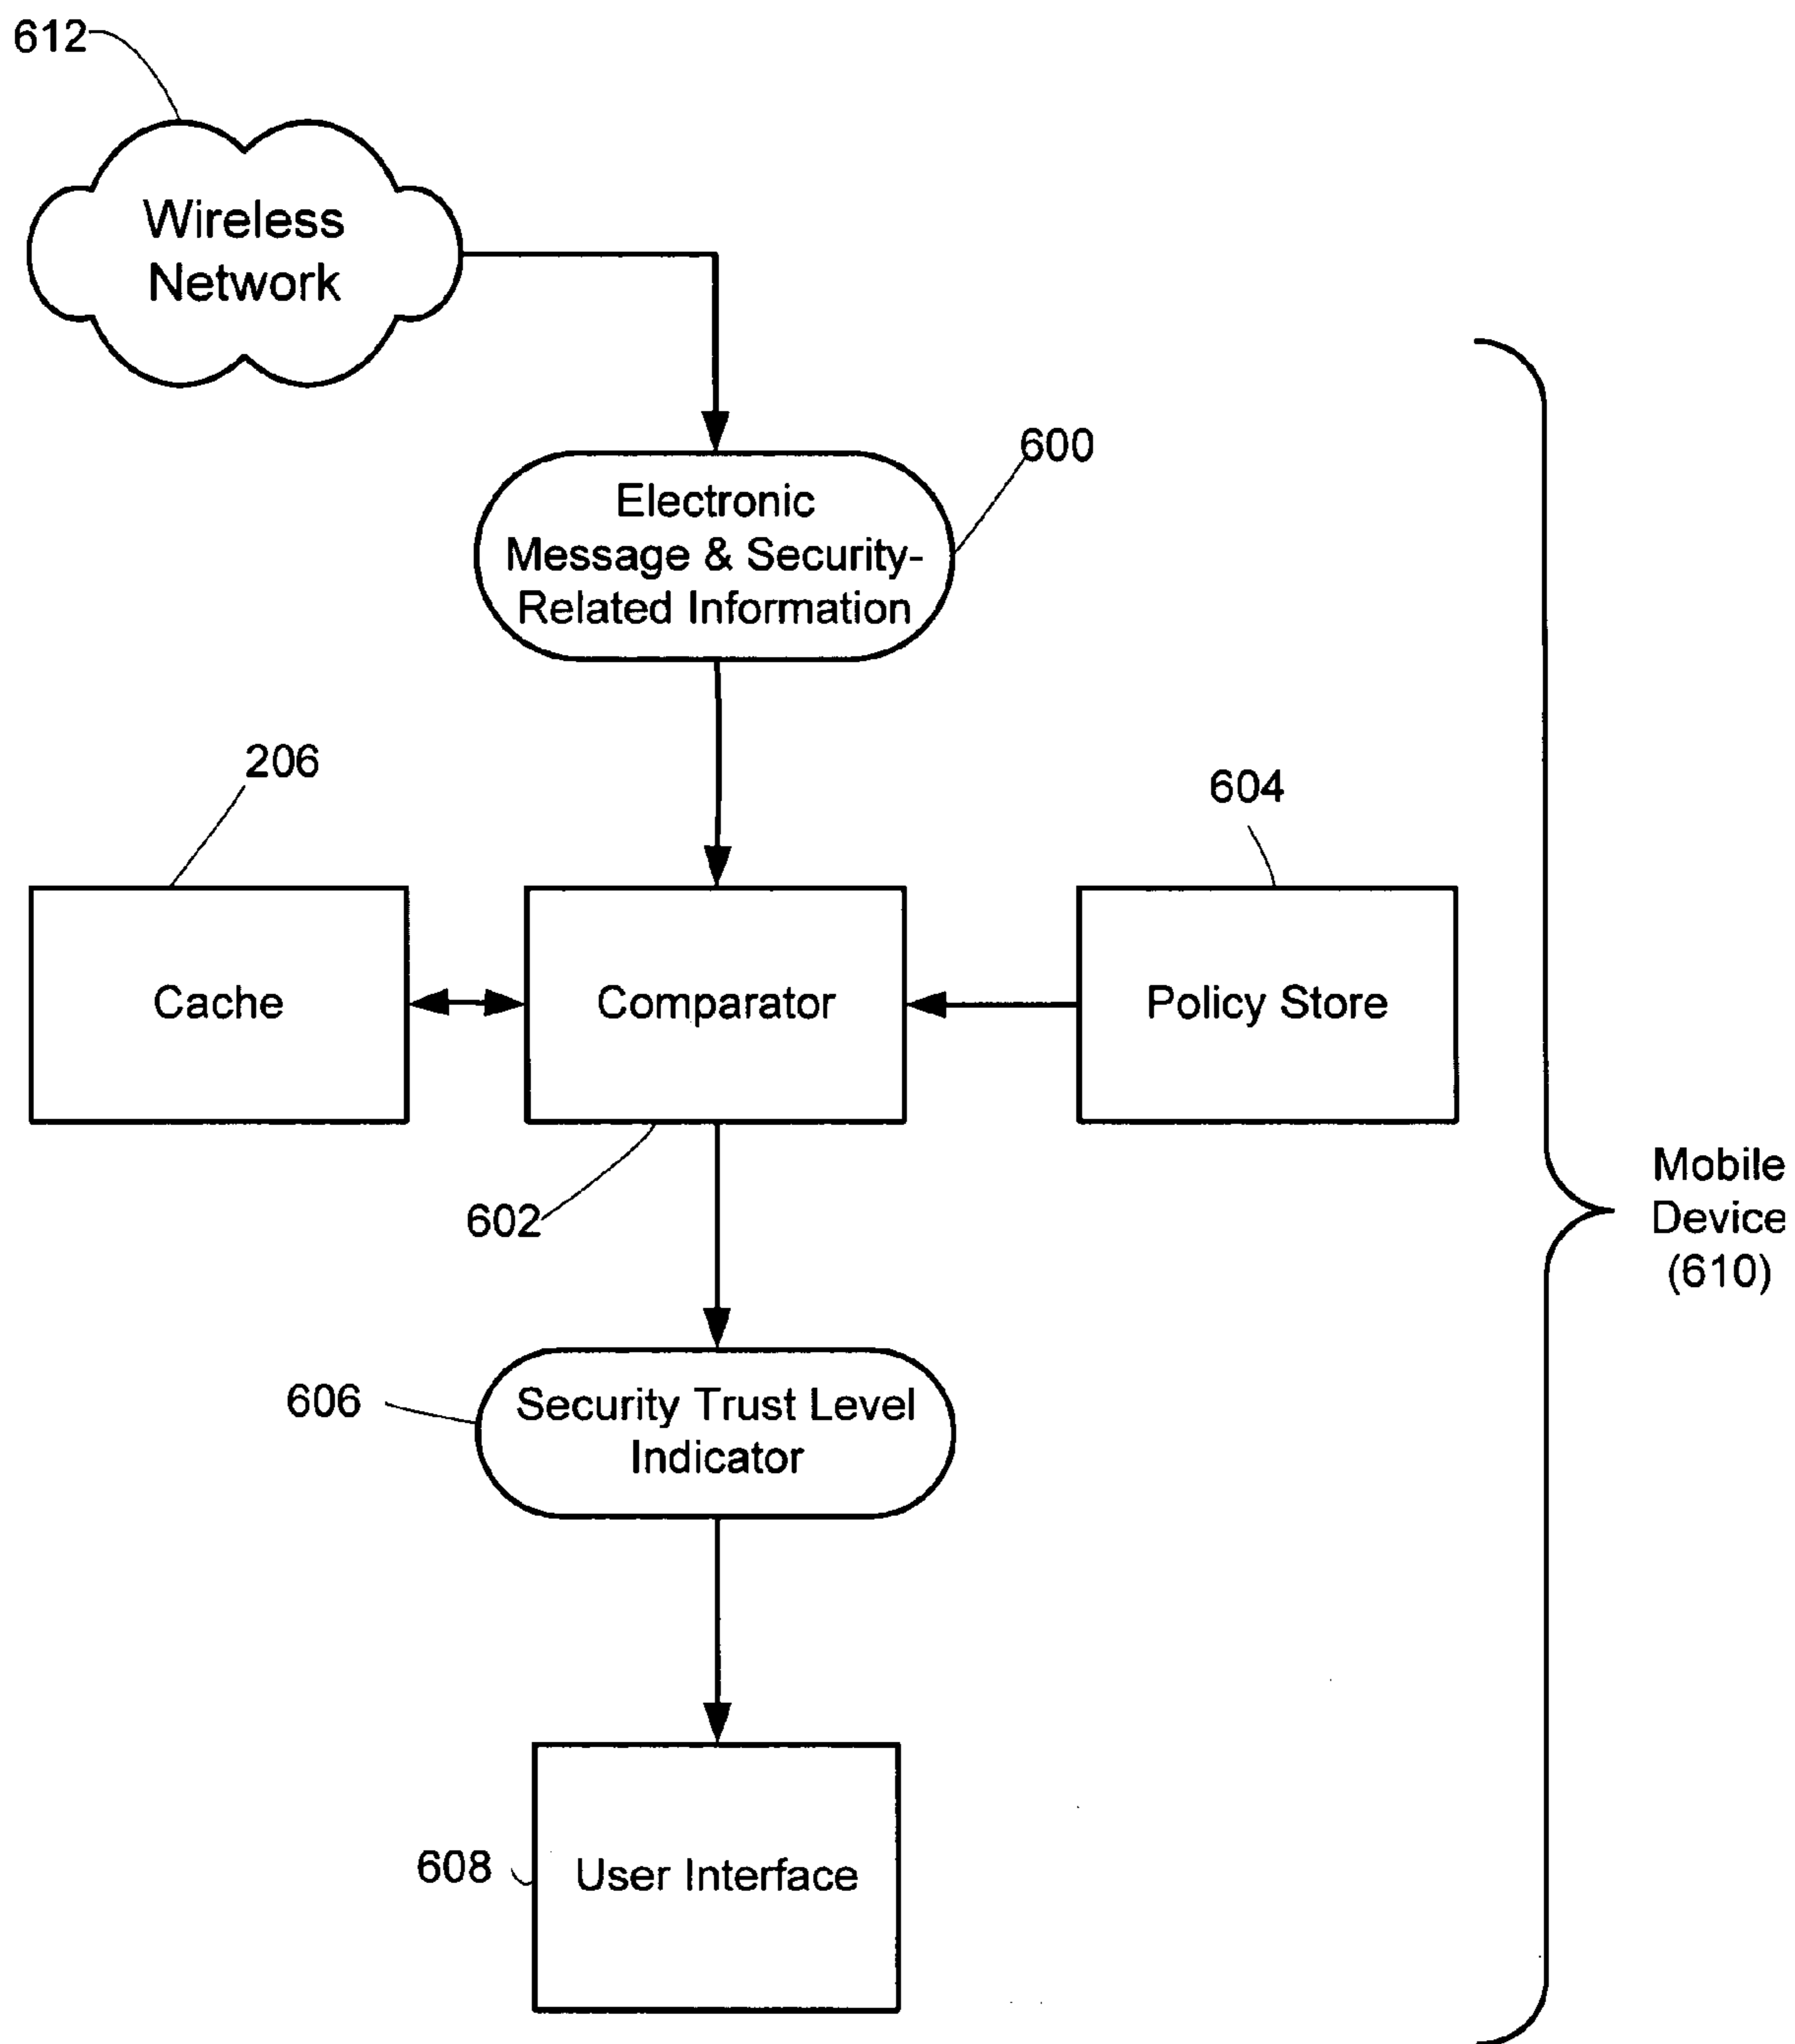 612
Wireless
Network
600
Electronic
Message & Security-
Related Information
206
604
Cache
Comparator
Policy Store
602
Mobile
Device
(610)
606
Security Trust Level
Indicator
608
User Interface